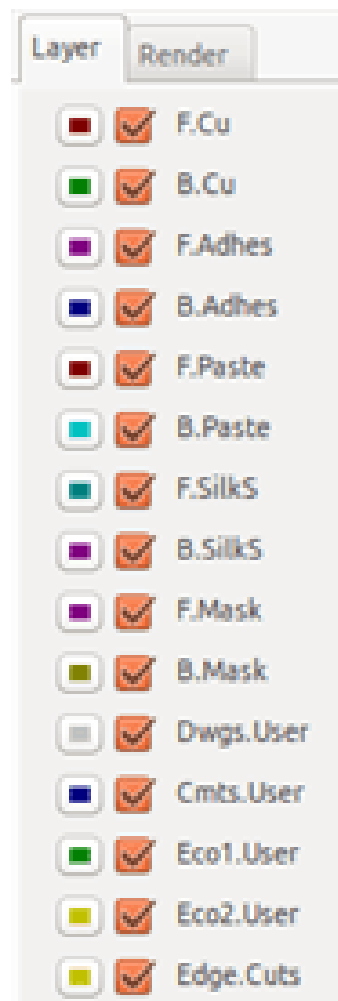 Layer Render
F.Cu
B.Cu
F.Adhes
B.Adhes
F.Paste
B.Paste
F.SilkS
B.SilkS
F.Mask
B.Mask
Dwgs.User
Cmts.User
Eco1.User
Eco2.User
Edge.Cuts